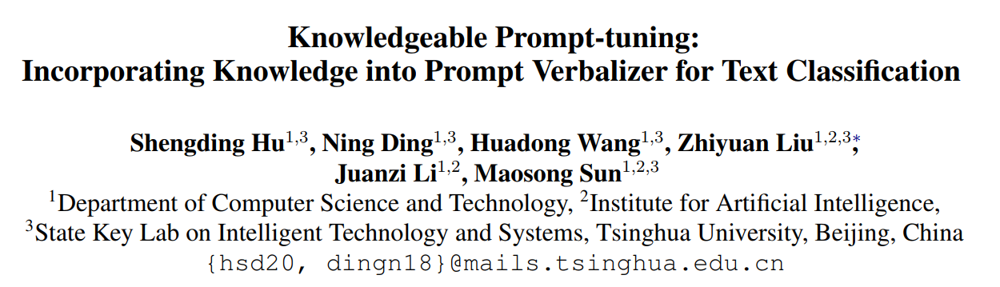 Knowledgeable Prompt-tuning:
Incorporating Knowledge into Prompt Verbalizer for Text Classification
Shengding Hu1,3, Ning Ding1,3, Huadong Wang1,3, Zhiyuan Liu1,2,3*,
Juanzi Li1,2, Maosong Sun1,2,3
1Department of Computer Science and Technology, 2Institute for Artificial Intelligence,
3State Key Lab on Intelligent Technology and Systems, Tsinghua University, Beijing, China
{hsd20, dingn18}@mails.tsinghua.edu.cn